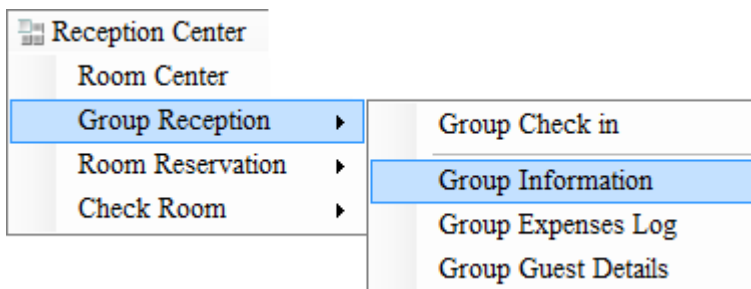 Reception Center
Room Center
Group Reception
Room Reservation
Check Room
Group Check in
Group Information
Group Expenses Log
Group Guest Details